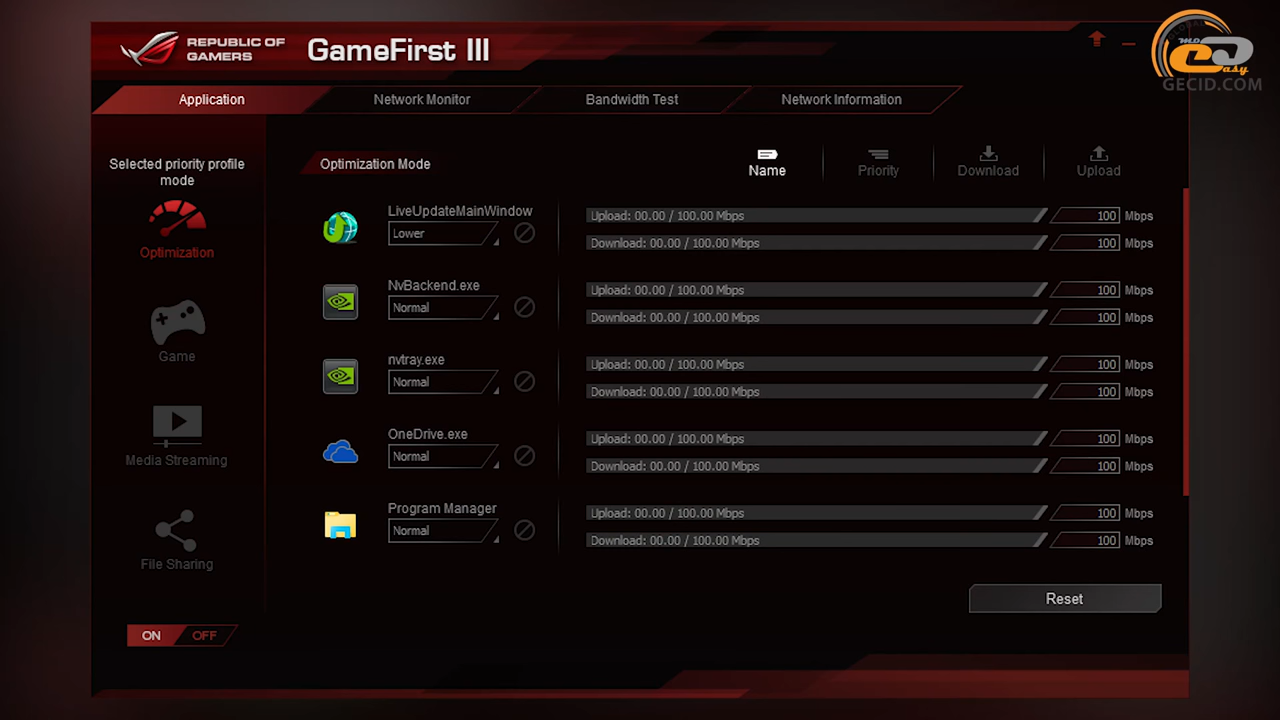 REPUBLIC OF
GAMERS
GameFirst III
GECID.COM
Application
Network Monitor
Bandwidth Test
Network Information
Selected priority profile
mode
Optimization
Game
Media Streaming
File Sharing
ON
OFF
Optimization Mode
Name
Priority
Download
Upload
LiveUpdateMainWindow
Lower
Upload: 00.00 / 100.00 Mbps
100 Mbps
Download: 00.00 / 100.00 Mbps
100 Mbps
NvBackend.exe
Normal
Upload: 00.00 / 100.00 Mbps
100 Mbps
Download: 00.00 / 100.00 Mbps
100 Mbps
nvtray.exe
Normal
Upload: 00.00 / 100.00 Mbps
100 Mbps
Download: 00.00 / 100.00 Mbps
100 Mbps
OneDrive.exe
Normal
Upload: 00.00 / 100.00 Mbps
100 Mbps
Download: 00.00 / 100.00 Mbps
100 Mbps
Program Manager
Normal
Upload: 00.00 / 100.00 Mbps
100 Mbps
Download: 00.00 / 100.00 Mbps
100 Mbps
Reset